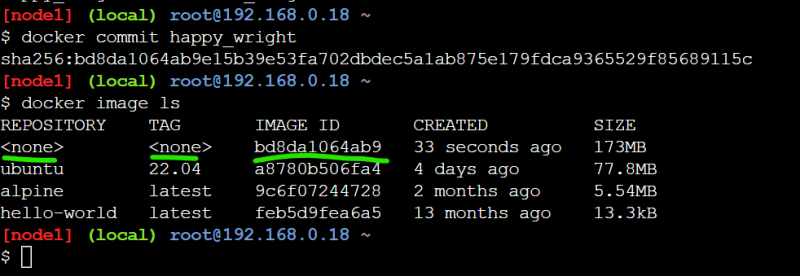 [node1] (local) root@192.168.0.18 ~
$ docker commit happy_wright
sha256:bd8da1064ab9e15b39e53fa702dbdec5a1ab875e179fdca9365529f85689115c
[node1] (local) root@192.168.0.18 ~
$ docker image ls
REPOSITORY TAG IMAGE ID CREATED SIZE
<none> <none> bd8da1064ab9 33 seconds ago 173MB
ubuntu 22.04 a8780b506fa4 4 days ago 77.8MB
alpine latest 9c6f07244728 2 months ago 5.54MB
hello-world latest feb5d9fea6a5 13 months ago 13.3kB
[node1] (local) root@192.168.0.18 ~
$